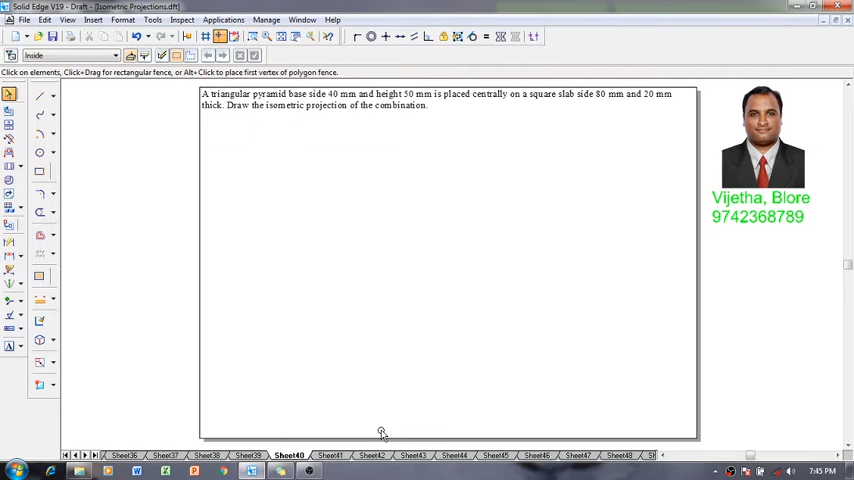 Solid Edge V19 - Draft - [Isometric Projections.dft]
File Edit View Insert Format Tools Inspect Applications Manage Window Help
Inside
Click on elements, Click+Drag for rectangular fence, or Alt+Click to place first vertex of polygon fence.
A triangular pyramid base side 40 mm and height 50 mm is placed centrally on a square slab side 80 mm and 20 mm
thick. Draw the isometric projection of the combination.
Vijetha, Blore
9742368789
Sheet36 Sheet37 Sheet38 Sheet39 Sheet40 Sheet41 Sheet42 Sheet43 Sheet44 Sheet45 Sheet46 Sheet47 Sheet48 Sh
7:45 PM